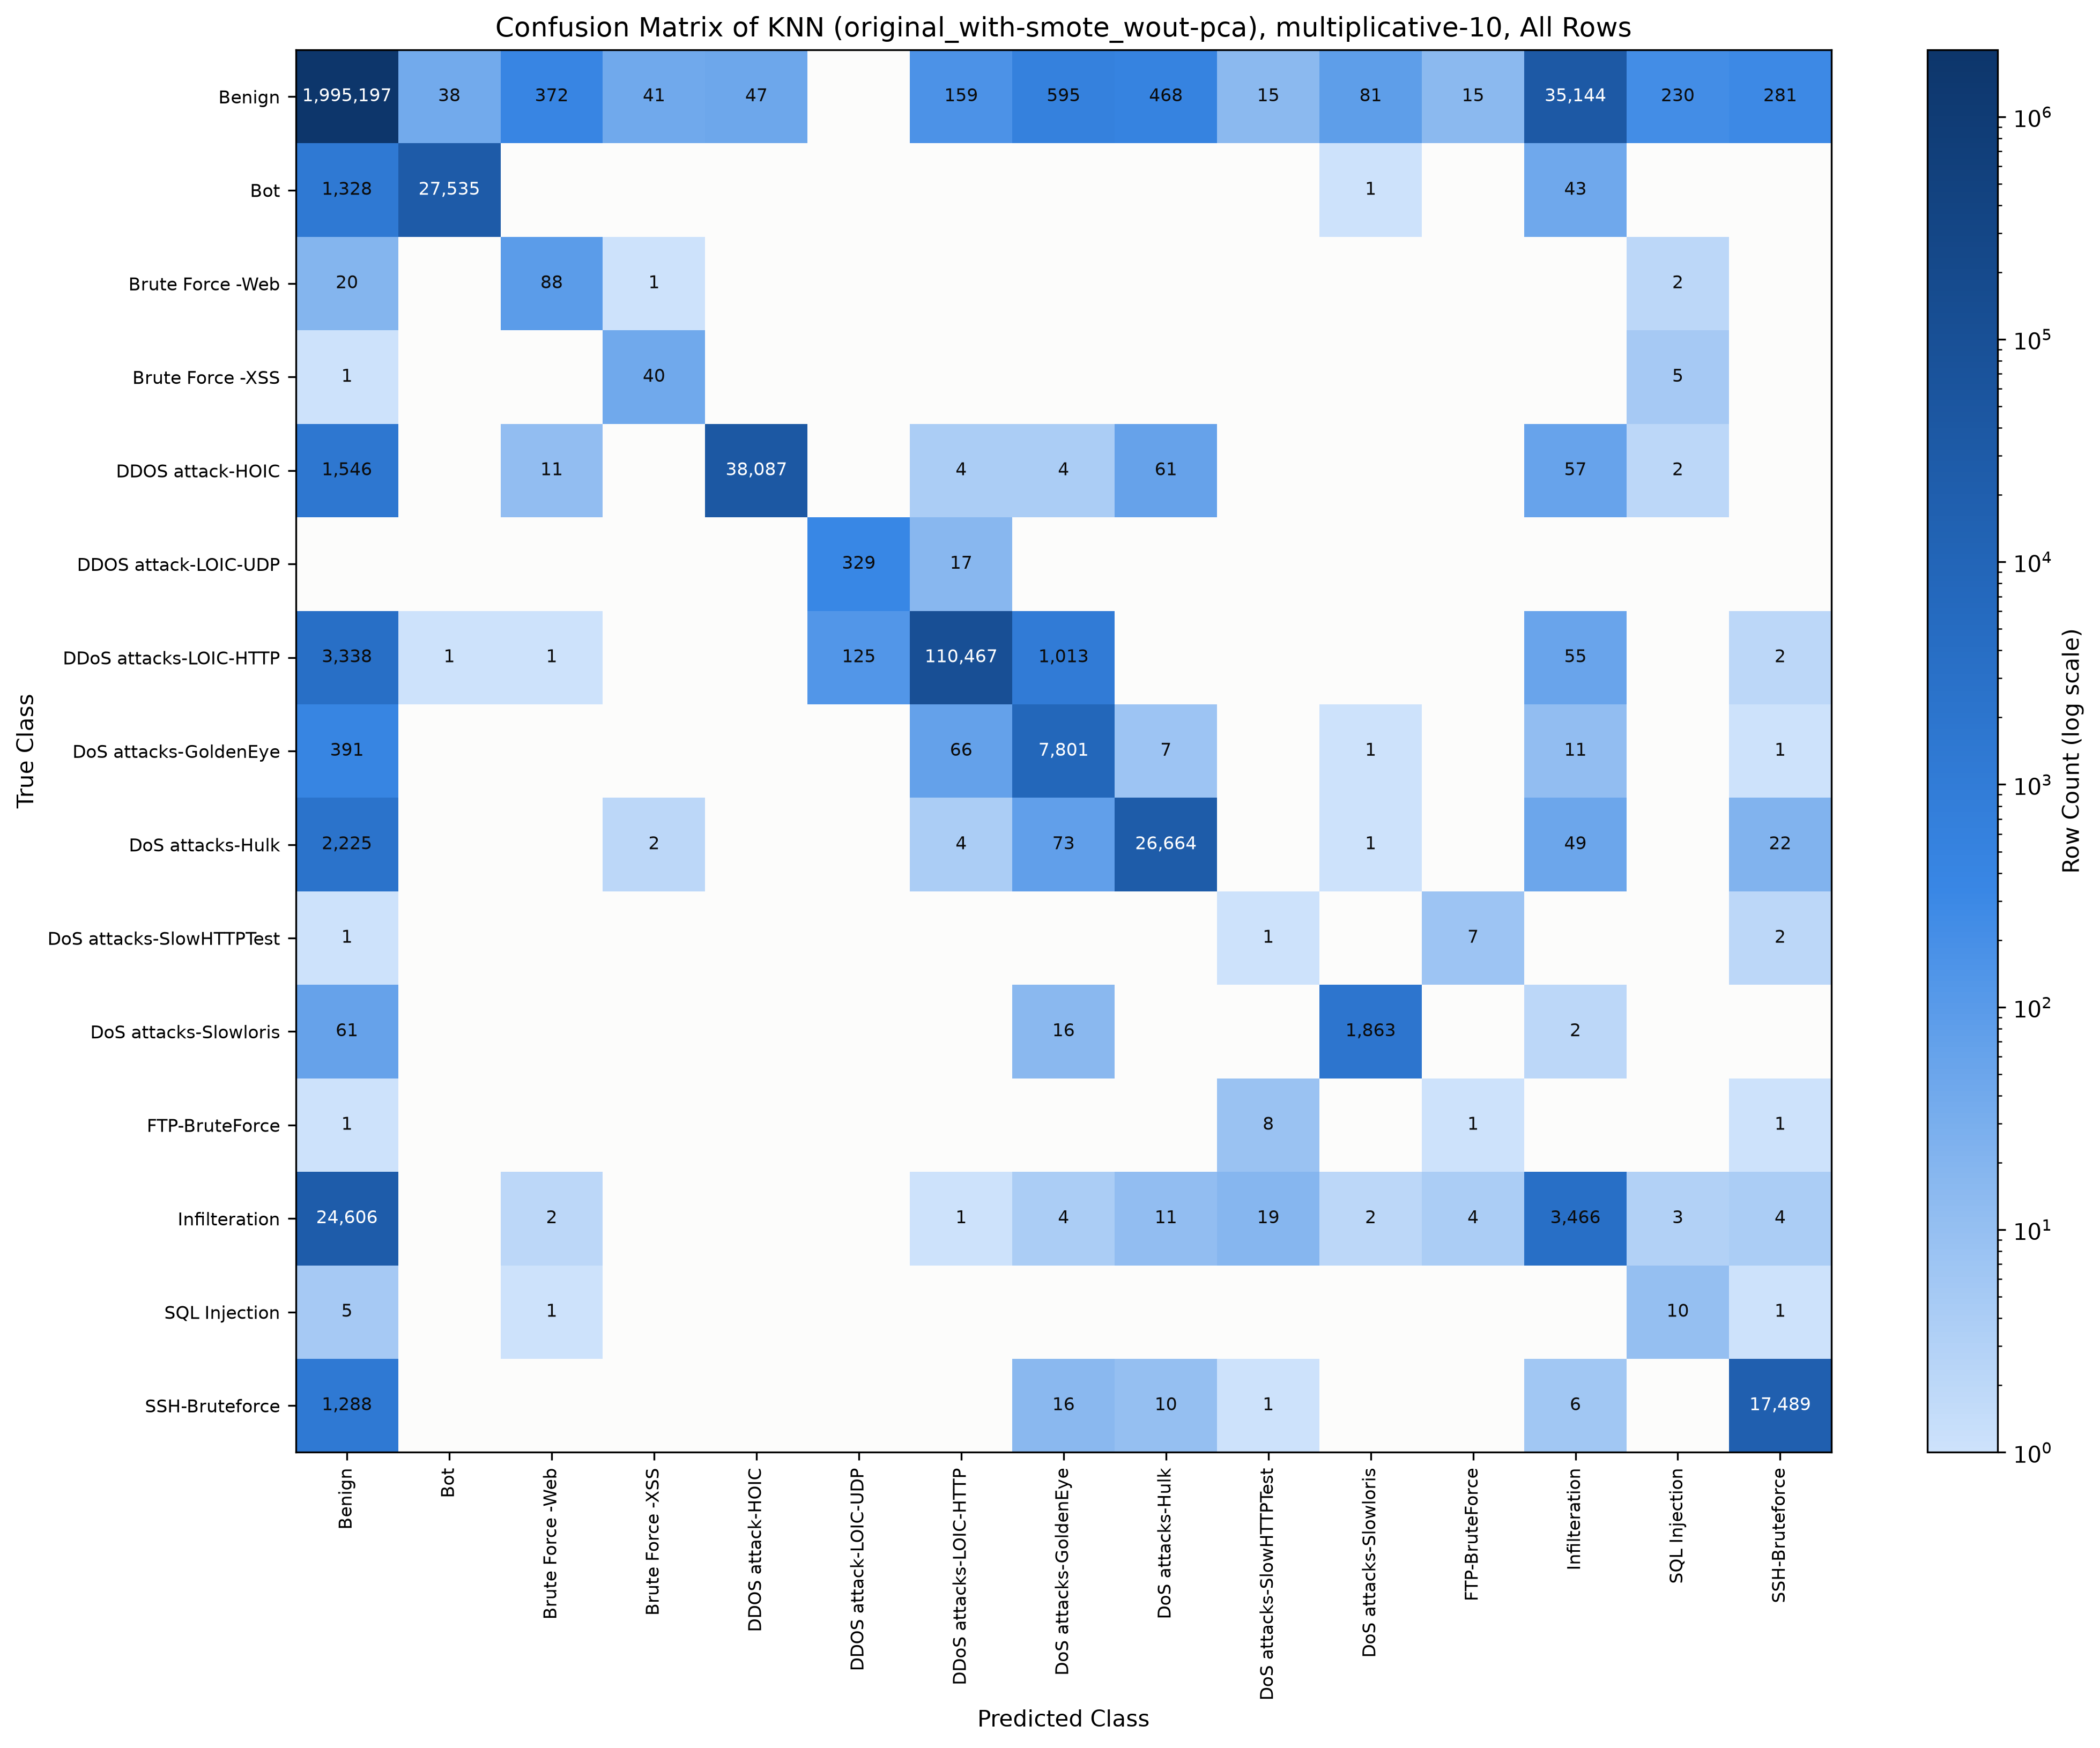 Confusion Matrix of KNN (original_with-smote_wout-pca), multiplicative-10, All Rows
True Class
Benign 1,995,197 38 372 41 47 159 595 468 15 81 15 35,144 230 281
Bot 1,328 27,535 1 43
Brute Force -Web 20 88 1 2
Brute Force -XSS 1 40 5
DDOS attack-HOIC 1,546 11 38,087 4 4 61 57 2
DDOS attack-LOIC-UDP 329 17
DDoS attacks-LOIC-HTTP 3,338 1 1 125 110,467 1,013 55 2
DoS attacks-GoldenEye 391 66 7,801 7 1 11 1
DoS attacks-Hulk 2,225 2 4 73 26,664 1 49 22
DoS attacks-SlowHTTPTest 1 1 7 2
DoS attacks-Slowloris 61 16 1,863 2
FTP-BruteForce 1 8 1 1
Infilteration 24,606 2 1 4 11 19 2 4 3,466 3 4
SQL Injection 5 1 10 1
SSH-Bruteforce 1,288 16 10 1 6 17,489
Benign
Bot
Brute Force -Web
Brute Force -XSS
DDOS attack-HOIC
DDOS attack-LOIC-UDP
DDoS attacks-LOIC-HTTP
DoS attacks-GoldenEye
DoS attacks-Hulk
DoS attacks-SlowHTTPTest
DoS attacks-Slowloris
FTP-BruteForce
Infilteration
SQL Injection
SSH-Bruteforce
Predicted Class
10⁶
10⁵
10⁴
10³
10²
10¹
10⁰
Row Count (log scale)